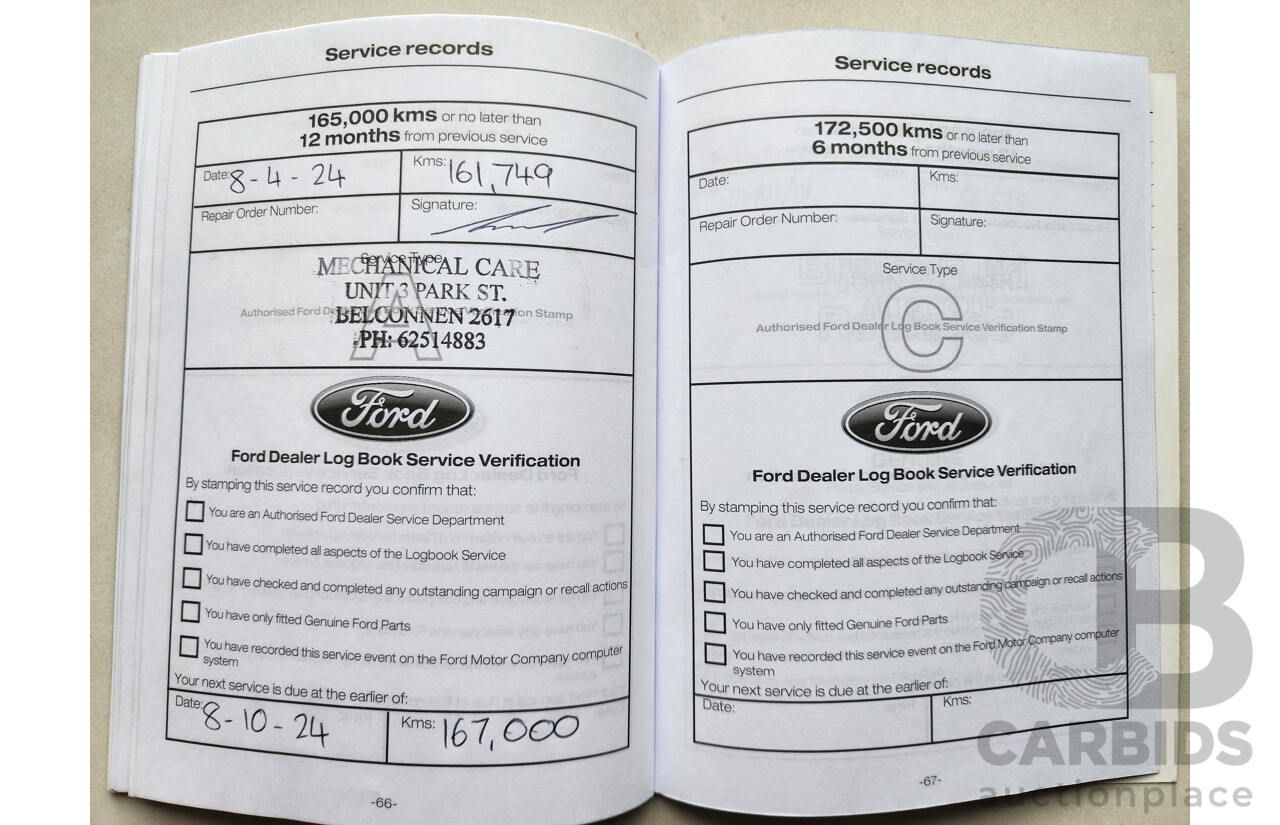 Service records
165,000 kms or no later than
12 months from previous service
Date: 8-4-24
Kms: 161,749
Repair Order Number:
Signature:
Service Type
A
Authorised Ford Dealer Log Book Service Verification Stamp
MECHANICAL CARE
UNIT 3 PARK ST.
BELCONNEN 2617
PH: 62514883
Ford
Ford Dealer Log Book Service Verification
By stamping this service record you confirm that:
You are an Authorised Ford Dealer Service Department
You have completed all aspects of the Logbook Service
You have checked and completed any outstanding campaign or recall actions
You have only fitted Genuine Ford Parts
You have recorded this service event on the Ford Motor Company computer
system
Your next service is due at the earlier of:
Date: 8-10-24
Kms: 167,000
-66-
Service records
172,500 kms or no later than
6 months from previous service
Date:
Kms:
Repair Order Number:
Signature:
Service Type
C
Authorised Ford Dealer Log Book Service Verification Stamp
Ford
Ford Dealer Log Book Service Verification
By stamping this service record you confirm that:
You are an Authorised Ford Dealer Service Department
You have completed all aspects of the Logbook Service
You have checked and completed any outstanding campaign or recall actions
You have only fitted Genuine Ford Parts
You have recorded this service event on the Ford Motor Company computer
system
Your next service is due at the earlier of:
Date:
Kms:
-67-
CB
CARBIDS
auctionplace